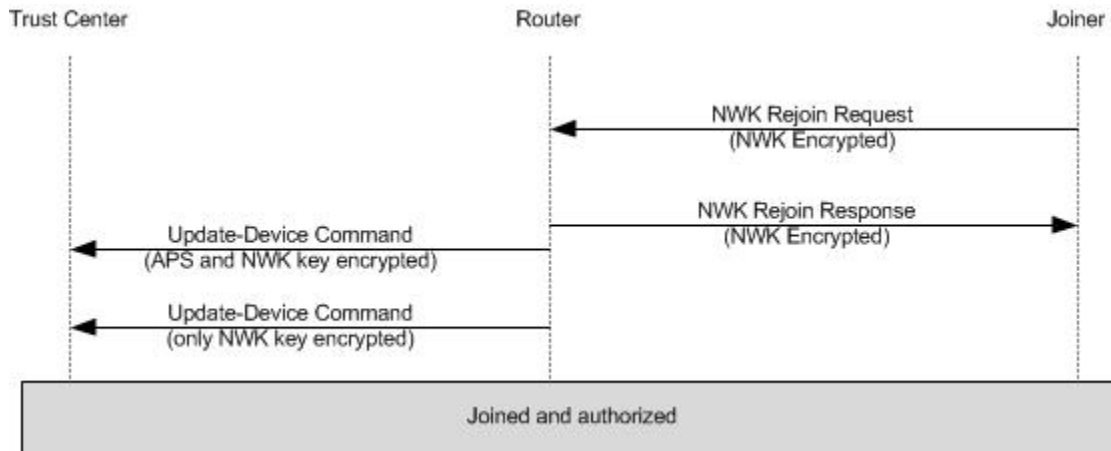 Trust Center
Router
Joiner
NWK Rejoin Request
(NWK Encrypted)
NWK Rejoin Response
(NWK Encrypted)
Update-Device Command
(APS and NWK key encrypted)
Update-Device Command
(only NWK key encrypted)
Joined and authorized